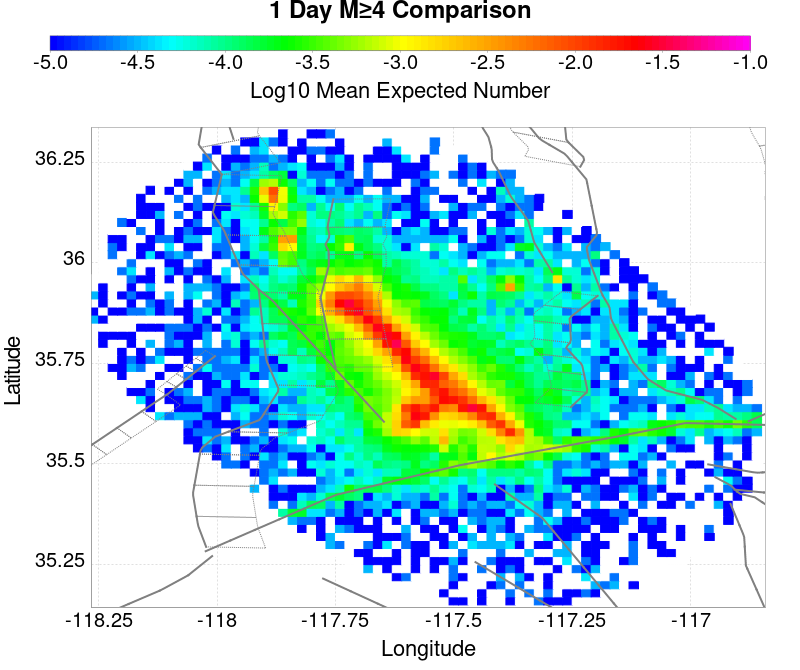 1 Day M≥4 Comparison
-5.0 -4.5 -4.0 -3.5 -3.0 -2.5 -2.0 -1.5 -1.0
Log10 Mean Expected Number
36.25
36
35.75
35.5
35.25
Latitude
-118.25 -118 -117.75 -117.5 -117.25 -117
Longitude